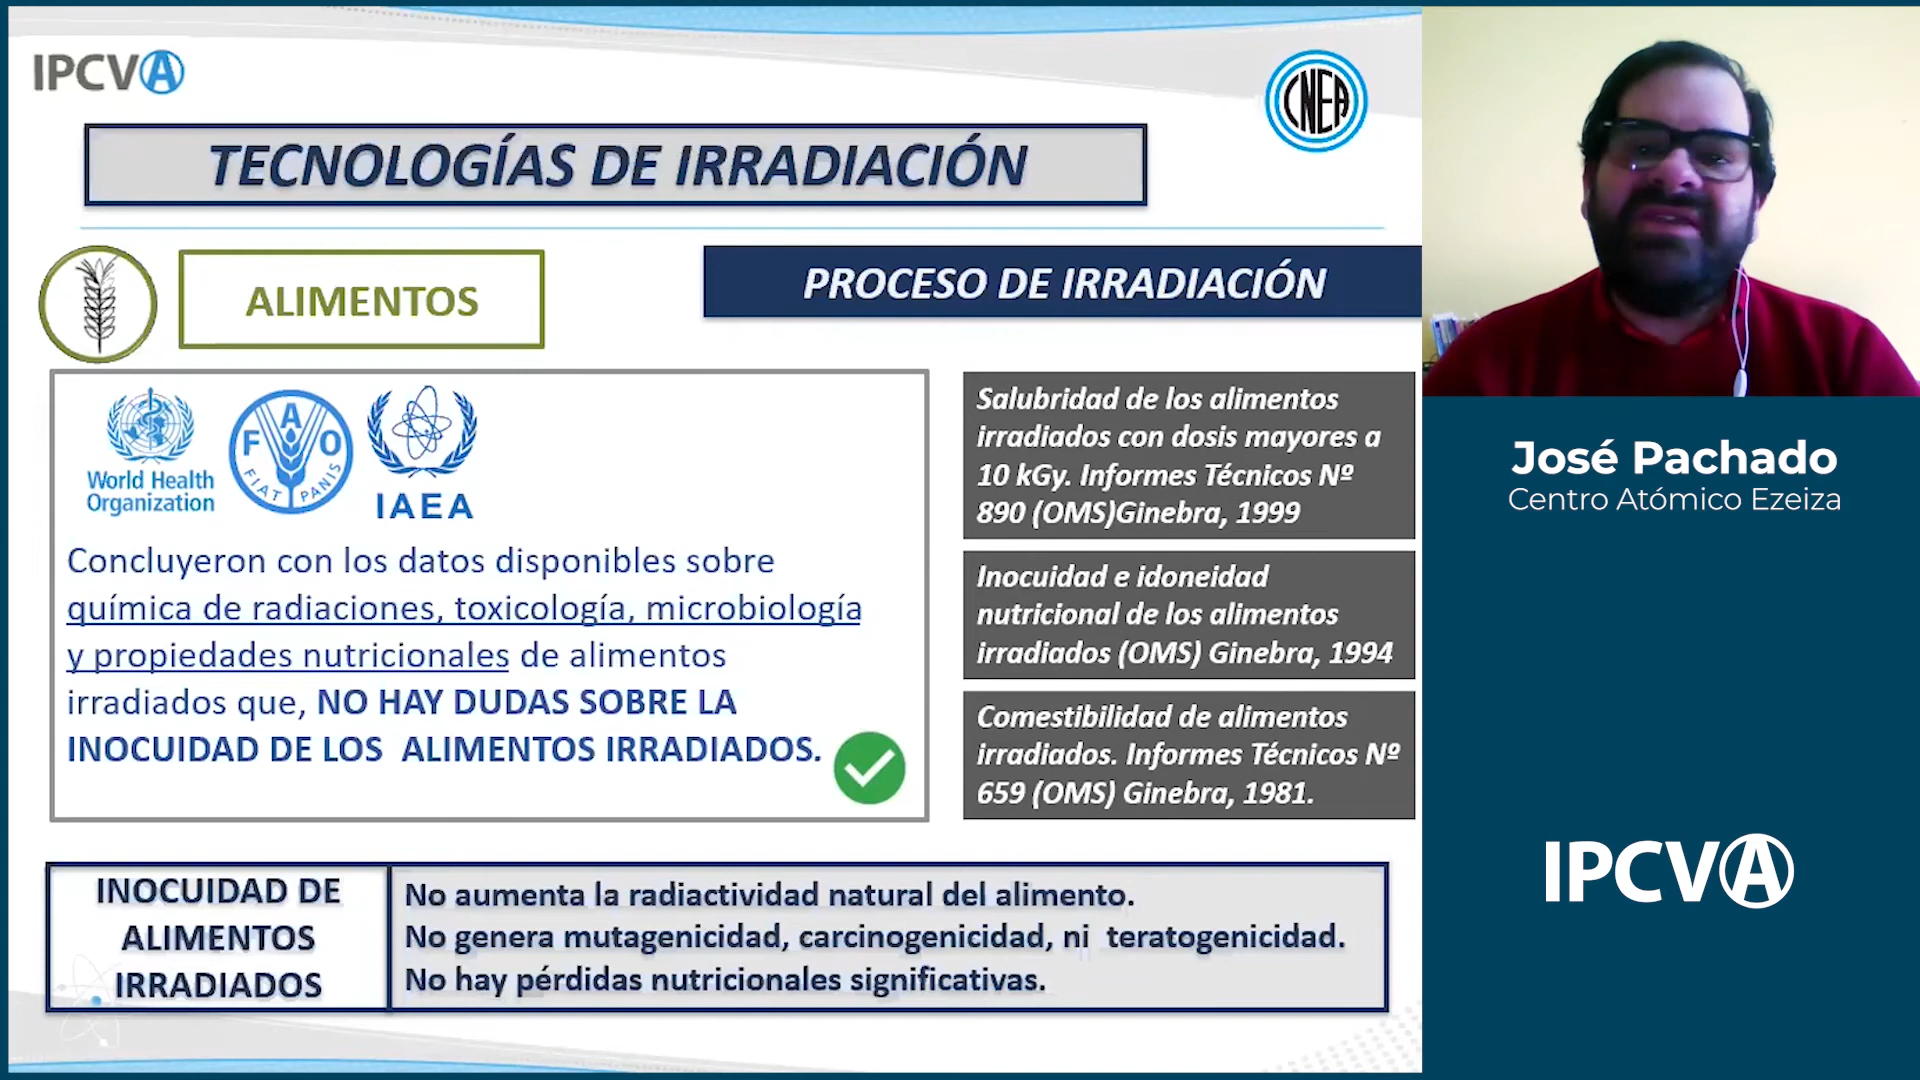 IPCVA
CNEA
TECNOLOGÍAS DE IRRADIACIÓN
ALIMENTOS
PROCESO DE IRRADIACIÓN
World Health
Organization
FAO
FIAT PANIS
IAEA
Concluyeron con los datos disponibles sobre
química de radiaciones, toxicología, microbiología
y propiedades nutricionales de alimentos
irradiados que, NO HAY DUDAS SOBRE LA
INOCUIDAD DE LOS ALIMENTOS IRRADIADOS.
Salubridad de los alimentos
irradiados con dosis mayores a
10 kGy. Informes Técnicos Nº
890 (OMS)Ginebra, 1999
Inocuidad e idoneidad
nutricional de los alimentos
irradiados (OMS) Ginebra, 1994
Comestibilidad de alimentos
irradiados. Informes Técnicos Nº
659 (OMS) Ginebra, 1981.
INOCUIDAD DE
ALIMENTOS
IRRADIADOS
No aumenta la radiactividad natural del alimento.
No genera mutagenicidad, carcinogenicidad, ni teratogenicidad.
No hay pérdidas nutricionales significativas.
José Pachado
Centro Atómico Ezeiza
IPCVA